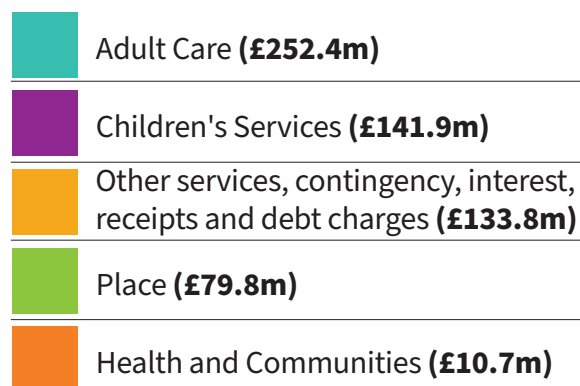 Adult Care (£252.4m)
Children's Services (£141.9m)
Other services, contingency, interest,
receipts and debt charges (£133.8m)
Place (£79.8m)
Health and Communities (£10.7m)